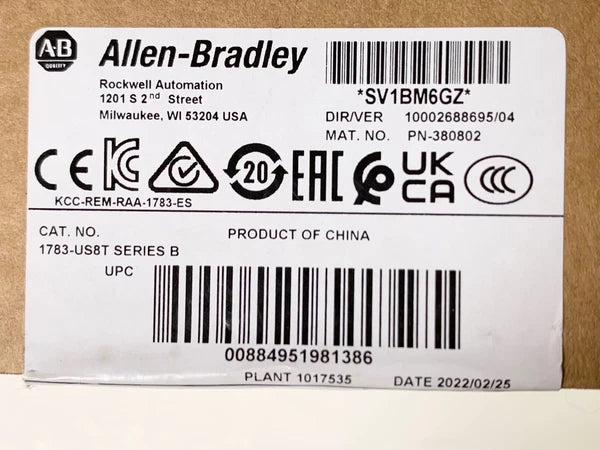 A-B
QUALITY
Allen-Bradley
Rockwell Automation
1201 S 2nd Street
Milwaukee, WI 53204 USA
*SV1BM6GZ*
DIR/VER 10002688695/04
MAT. NO. PN-380802
CE KC 20 EAC UK CA CCC
KCC-REM-RAA-1783-ES
CAT. NO.
1783-US8T SERIES B
PRODUCT OF CHINA
UPC
00884951981386
PLANT 1017535
DATE 2022/02/25